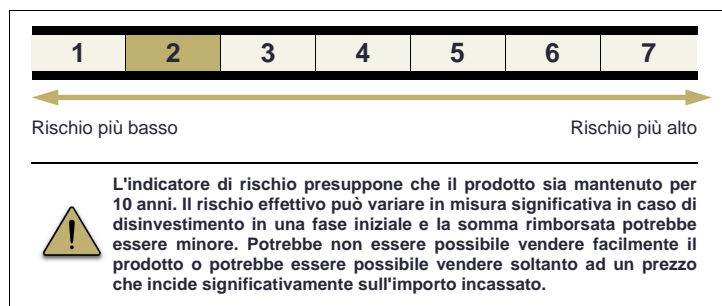 1 2 3 4 5 6 7
Rischio più basso Rischio più alto
L'indicatore di rischio presuppone che il prodotto sia mantenuto per
10 anni. Il rischio effettivo può variare in misura significativa in caso di
disinvestimento in una fase iniziale e la somma rimborsata potrebbe
essere minore. Potrebbe non essere possibile vendere facilmente il
prodotto o potrebbe essere possibile vendere soltanto ad un prezzo
che incide significativamente sull'importo incassato.